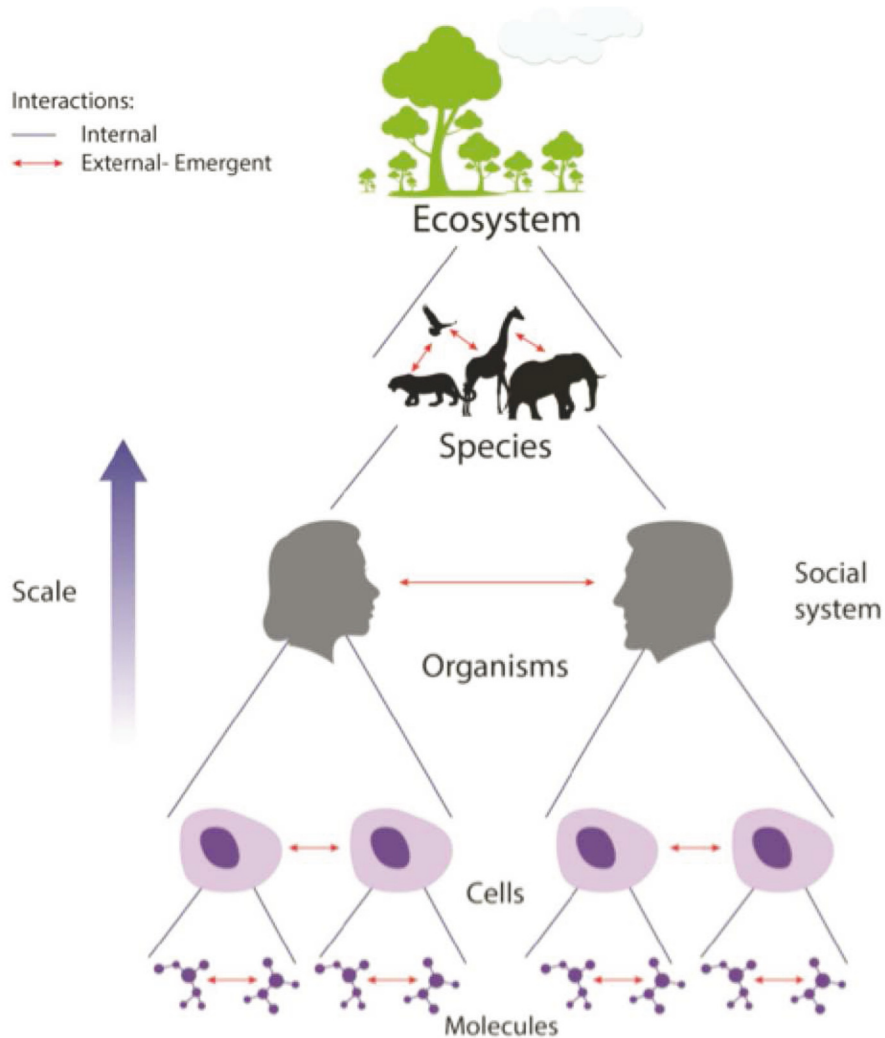 Interactions:
Internal
External- Emergent
Ecosystem
Species
Scale
Social
system
Organisms
Cells
Molecules